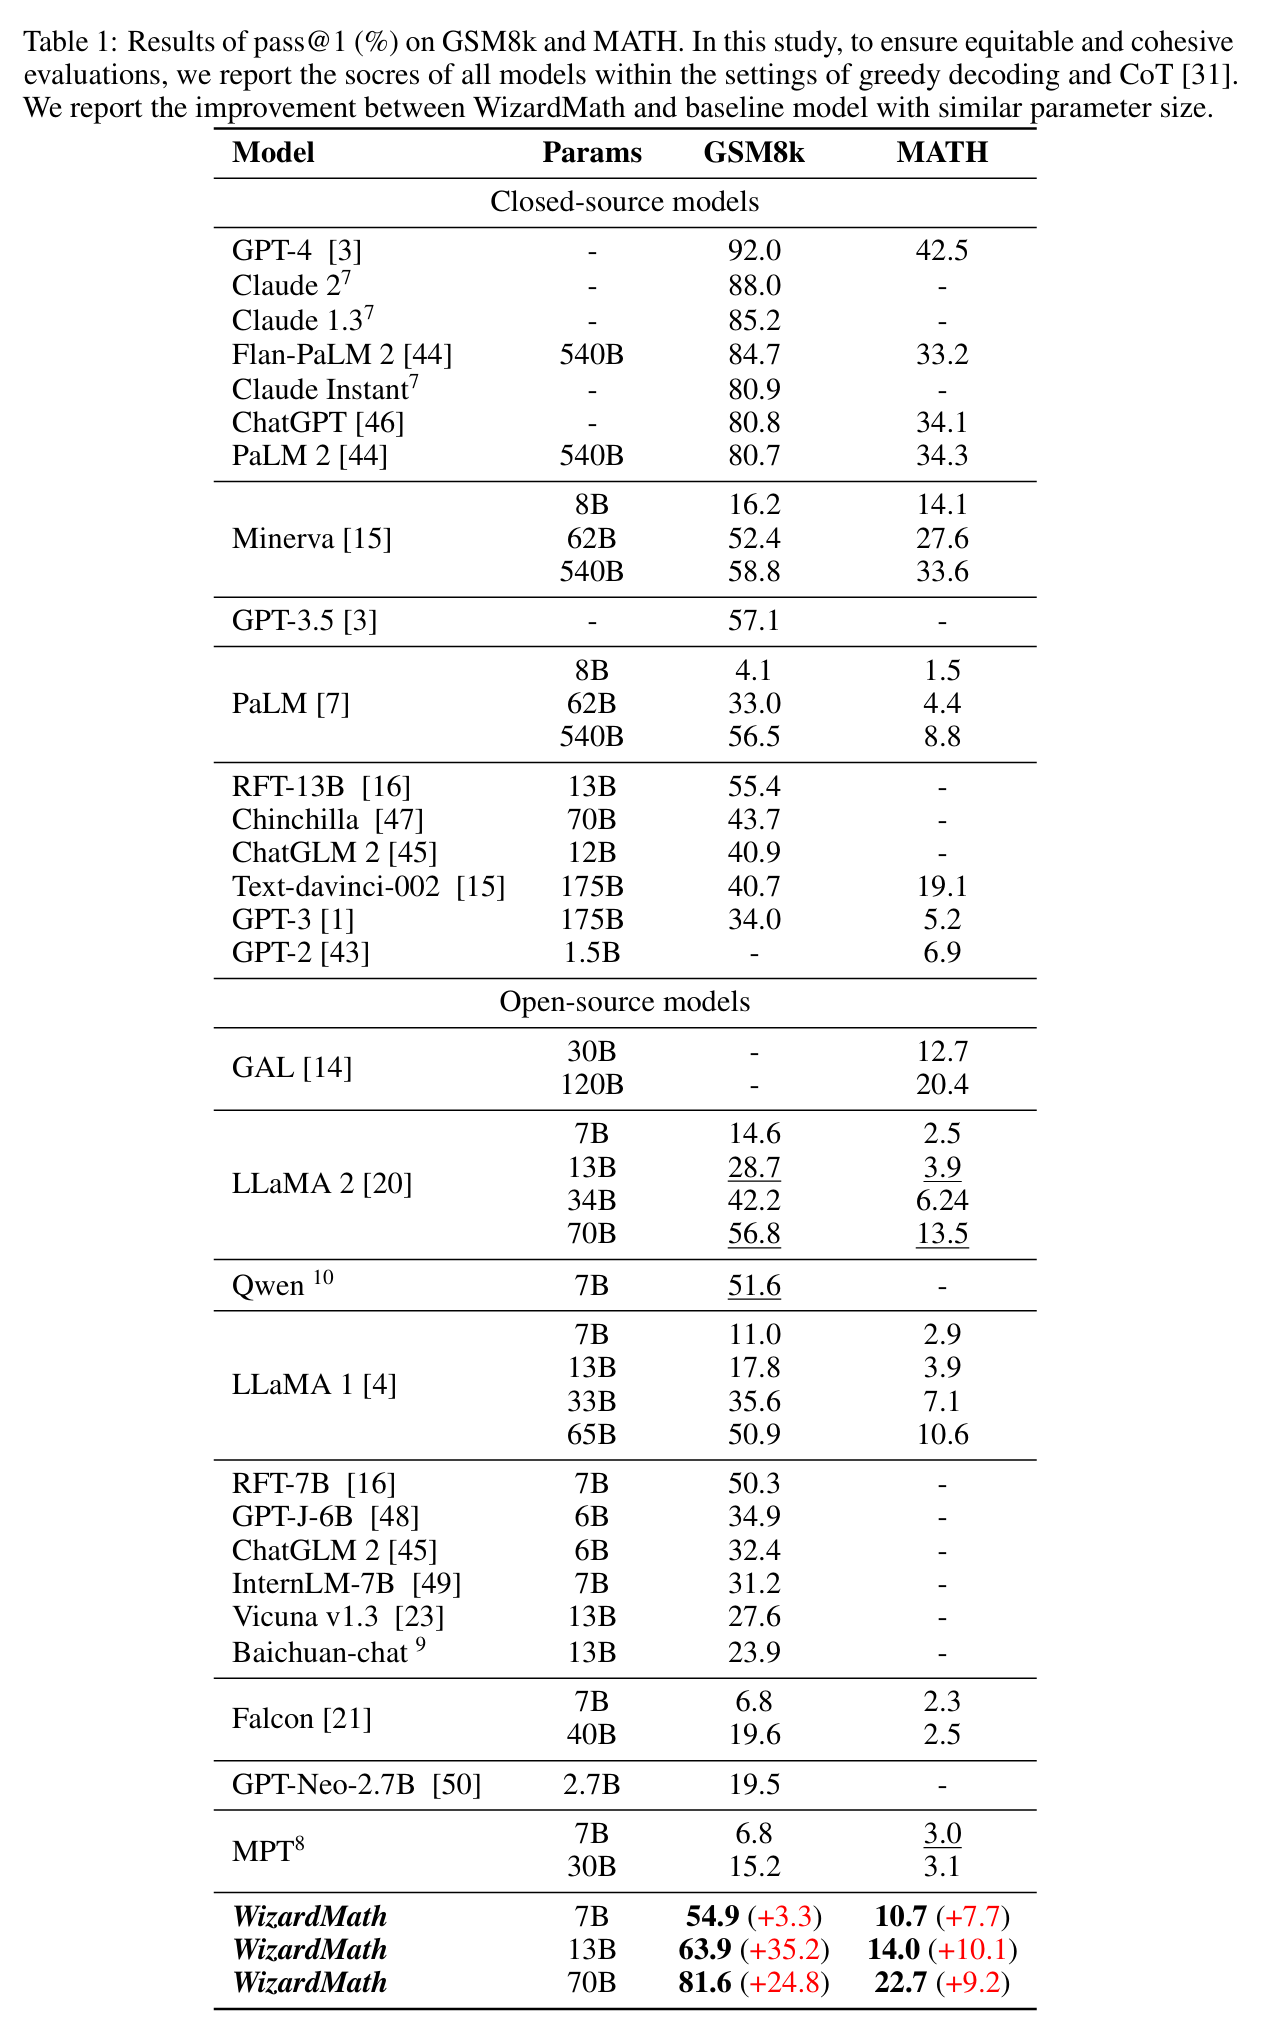 Table 1: Results of pass@1 (%) on GSM8k and MATH. In this study, to ensure equitable and cohesive
evaluations, we report the socres of all models within the settings of greedy decoding and CoT [31].
We report the improvement between WizardMath and baseline model with similar parameter size.
Model Params GSM8k MATH
Closed-source models
GPT-4 [3] - 92.0 42.5
Claude 2⁷ - 88.0 -
Claude 1.3⁷ - 85.2 -
Flan-PaLM 2 [44] 540B 84.7 33.2
Claude Instant⁷ - 80.9 -
ChatGPT [46] - 80.8 34.1
PaLM 2 [44] 540B 80.7 34.3
8B 16.2 14.1
Minerva [15] 62B 52.4 27.6
540B 58.8 33.6
GPT-3.5 [3] - 57.1 -
8B 4.1 1.5
PaLM [7] 62B 33.0 4.4
540B 56.5 8.8
RFT-13B [16] 13B 55.4 -
Chinchilla [47] 70B 43.7 -
ChatGLM 2 [45] 12B 40.9 -
Text-davinci-002 [15] 175B 40.7 19.1
GPT-3 [1] 175B 34.0 5.2
GPT-2 [43] 1.5B - 6.9
Open-source models
GAL [14]
30B - 12.7
120B - 20.4
LLaMA 2 [20]
7B 14.6 2.5
13B 28.7 3.9
34B 42.2 6.24
70B 56.8 13.5
Qwen ¹⁰ 7B 51.6 -
LLaMA 1 [4]
7B 11.0 2.9
13B 17.8 3.9
33B 35.6 7.1
65B 50.9 10.6
RFT-7B [16] 7B 50.3 -
GPT-J-6B [48] 6B 34.9 -
ChatGLM 2 [45] 6B 32.4 -
InternLM-7B [49] 7B 31.2 -
Vicuna v1.3 [23] 13B 27.6 -
Baichuan-chat ⁹ 13B 23.9 -
Falcon [21]
7B 6.8 2.3
40B 19.6 2.5
GPT-Neo-2.7B [50] 2.7B 19.5 -
MPT⁸
7B 6.8 3.0
30B 15.2 3.1
WizardMath 7B 54.9 (+3.3) 10.7 (+7.7)
WizardMath 13B 63.9 (+35.2) 14.0 (+10.1)
WizardMath 70B 81.6 (+24.8) 22.7 (+9.2)